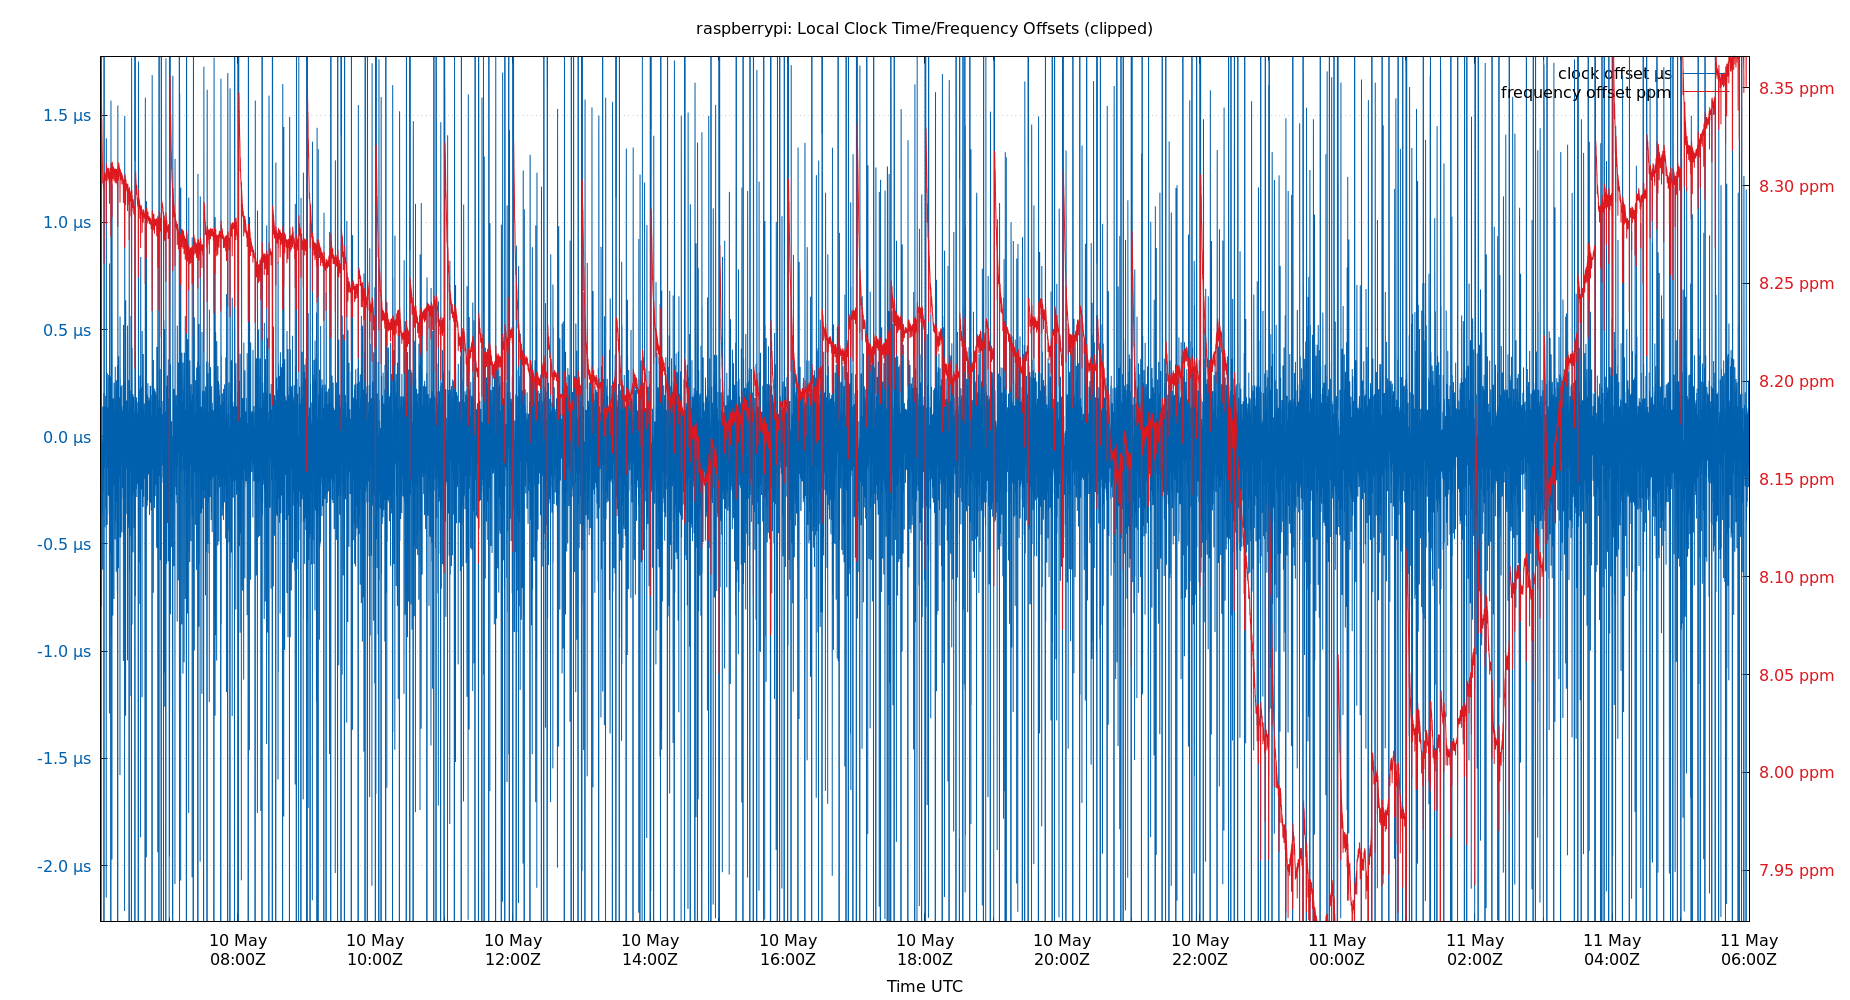 raspberrypi: Local Clock Time/Frequency Offsets (clipped)
clock offset µs
frequency offset ppm
1.5 µs
1.0 µs
0.5 µs
0.0 µs
-0.5 µs
-1.0 µs
-1.5 µs
-2.0 µs
8.35 ppm
8.30 ppm
8.25 ppm
8.20 ppm
8.15 ppm
8.10 ppm
8.05 ppm
8.00 ppm
7.95 ppm
10 May 10 May 10 May 10 May 10 May 10 May 10 May 10 May 11 May 11 May 11 May 11 May
08:00Z 10:00Z 12:00Z 14:00Z 16:00Z 18:00Z 20:00Z 22:00Z 00:00Z 02:00Z 04:00Z 06:00Z
Time UTC